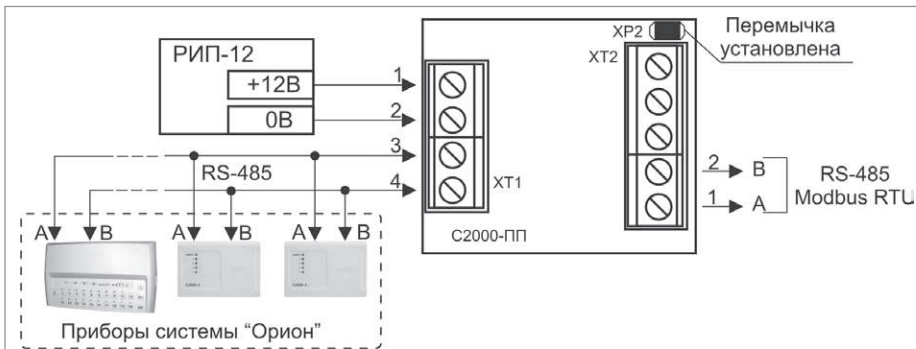 РИП-12
+12В
0В
1
2
3
4
RS-485
A
B
A
B
A
B
Приборы системы “Орион”
XT1
С2000-ПП
XP2
XT2
Перемычка
установлена
2
B
1
A
RS-485
Modbus RTU